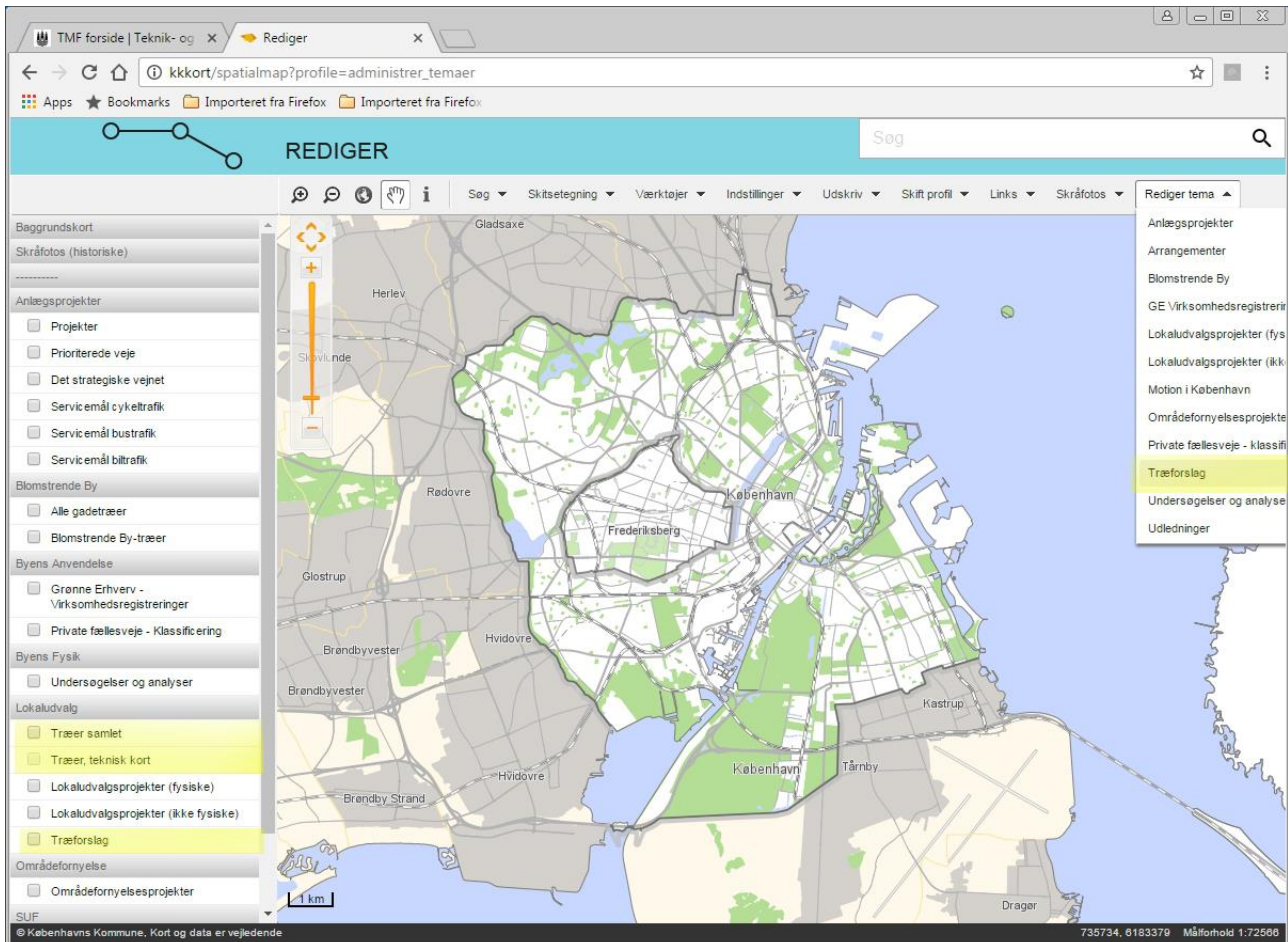 TMF forside | Teknik- og
Rediger
kkkort/spatialmap?profile=administrer_temaer
Apps
Bookmarks
Importeret fra Firefox
Importeret fra Firefox
REDIGER
Søg
Søg
Skitsetegning
Værktøjer
Indstillinger
Udskriv
Skift profil
Links
Skråfotos
Rediger tema
Baggrundskort
Skråfotos (historiske)
----------
Anlægsprojekter
Projekter
Prioriterede veje
Det strategiske vejnet
Servicemål cykeltrafik
Servicemål bustrafik
Servicemål biltrafik
Blomstrende By
Alle gadetræer
Blomstrende By-træer
Byens Anvendelse
Grønne Erhverv -
Virksomhedsregistreringer
Private fællesveje - Klassificering
Byens Fysik
Undersøgelser og analyser
Lokaludvalg
Træer samlet
Træer, teknisk kort
Lokaludvalgsprojekter (fysiske)
Lokaludvalgsprojekter (ikke fysiske)
Træforslag
Områdefornyelse
Områdefornyelsesprojekter
SUF
Anlægsprojekter
Arrangementer
Blomstrende By
GE Virksomhedsregistrerin
Lokaludvalgsprojekter (fys
Lokaludvalgsprojekter (ikk
Motion i København
Områdefornyelsesprojekte
Private fællesveje - klassifi
Træforslag
Undersøgelser og analyse
Udledninger
Gladsaxe
Herlev
Rødovre
København
Frederiksberg
Glostrup
Hvidovre
Brøndbyvester
Brøndbyvester
Kastrup
København
Tårnby
Hvidovre
Brøndby Strand
Dragør
1 km
© Københavns Kommune, Kort og data er vejledende
735734, 6183379 Målforhold 1:72566